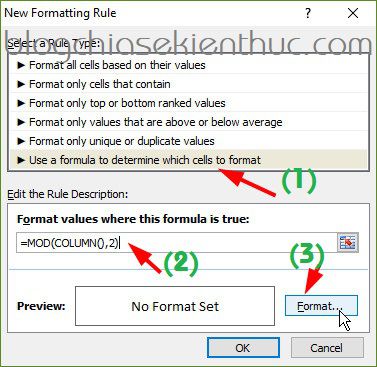 New Formatting Rule
Select a Rule Type:
blogchiasekienthuc.com
► Format all cells based on their values
► Format only cells that contain
► Format only top or bottom ranked values
► Format only values that are above or below average
► Format only unique or duplicate values
► Use a formula to determine which cells to format
(1)
Edit the Rule Description:
Format values where this formula is true:
=MOD(COLUMN(),2)
(2)
(3)
Preview:
No Format Set
Format...
OK
Cancel